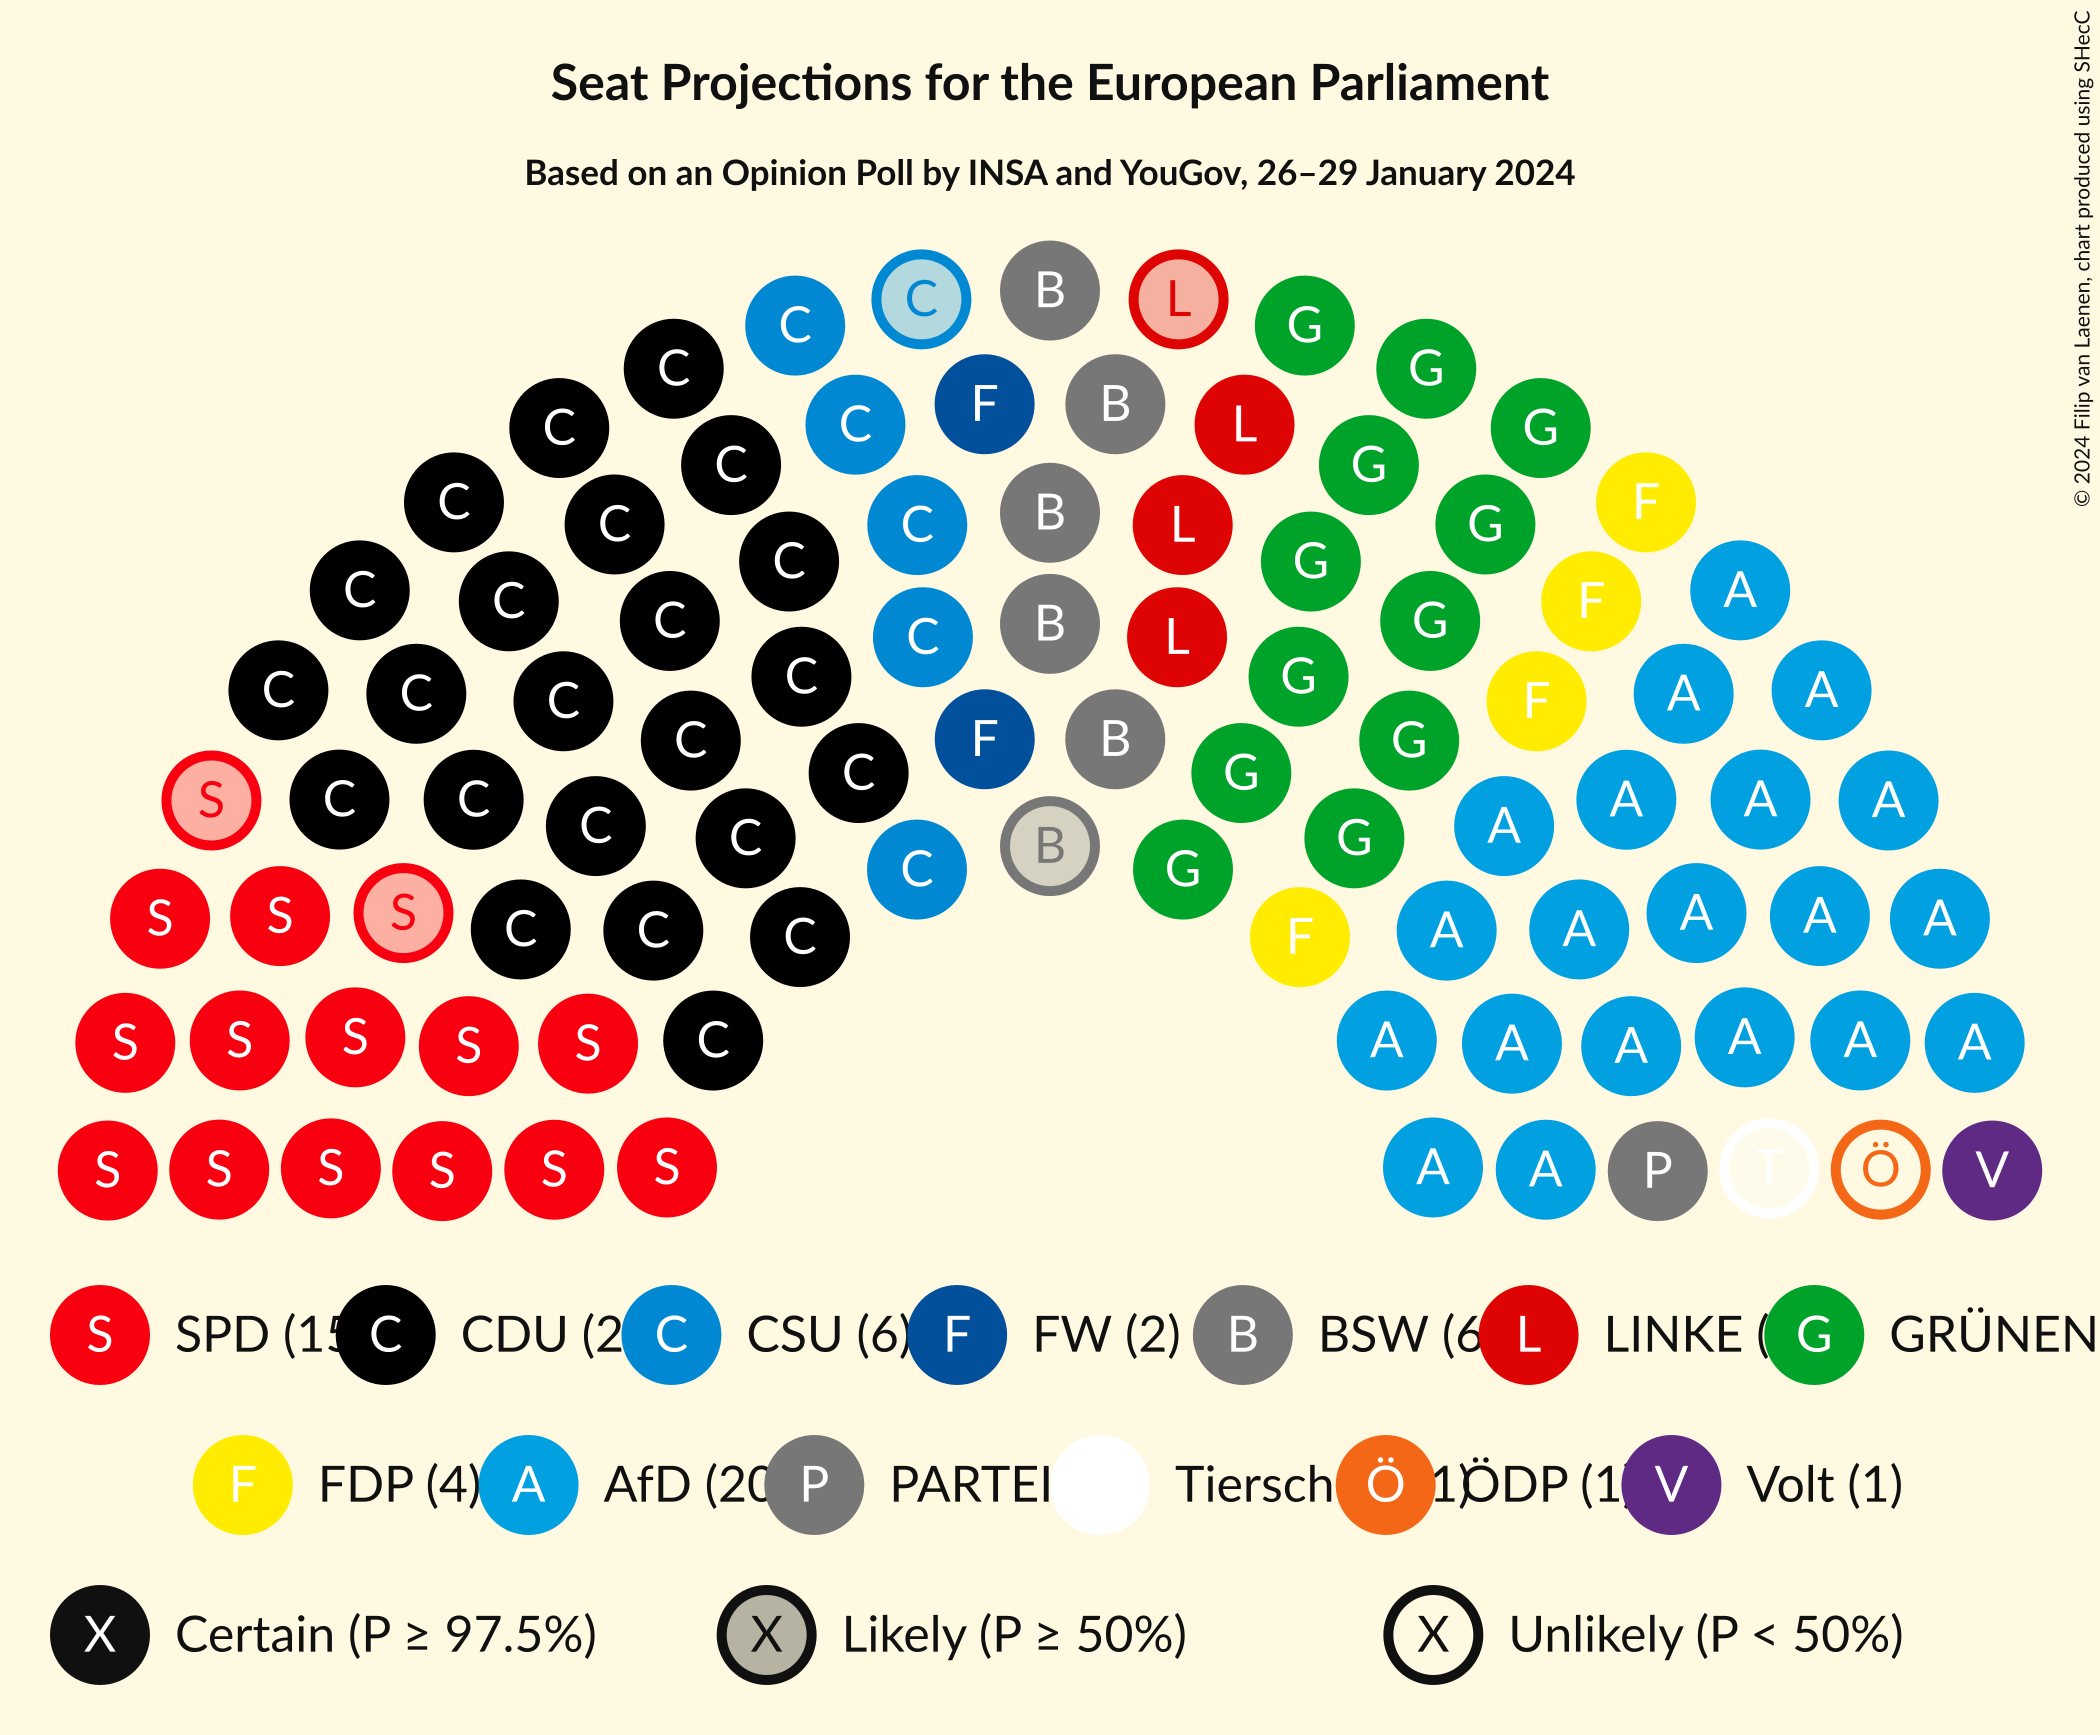 Seat Projections for the European Parliament
Based on an Opinion Poll by INSA and YouGov, 26–29 January 2024
© 2024 Filip van Laenen, chart produced using SHecC
C B L
C G
C F B G
C C L G
C C G F
C C B L G
C C C G F A
C C B L G
C C C G F A A
C C F B G G
S C C C C G A A A A
S S S C C C C B G F A A A A A
S S S S S C A A A A A A
S S S S S S A A P T Ö V
S SPD (15 C CDU (2 C CSU (6) F FW (2) B BSW (6 L LINKE ( G GRÜNEN
F FDP (4) A AfD (20 P PARTEI Tiersch Ö 1) ÖDP (1) V Volt (1)
X Certain (P ≥ 97.5%) X Likely (P ≥ 50%) X Unlikely (P < 50%)